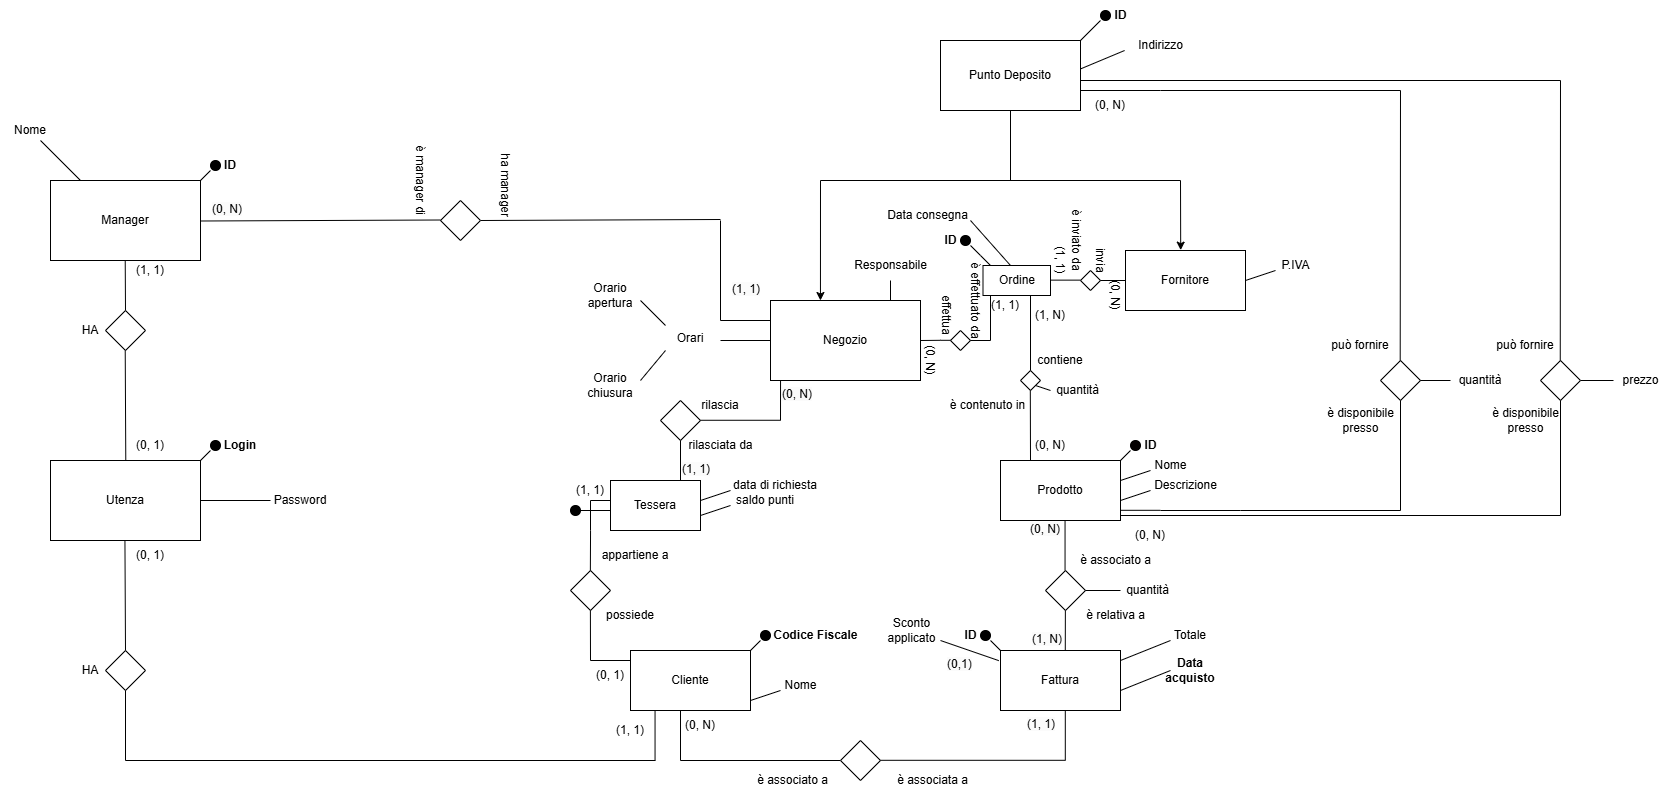 ID
Indirizzo
Punto Deposito
(0, N)
Nome
ID
Manager
(0, N)
è manager di
ha manager
(1, 1)
HA
(0, 1)
Login
Utenza
Password
(0, 1)
HA
Data consegna
ID
Ordine
è inviato da
(1, 1)
invia
(0, N)
Fornitore
P.IVA
Responsabile
Orario
apertura
Orari
Orario
chiusura
(1, 1)
Negozio
effettua
è effettuato da
(1, 1)
(0, N)
(1, N)
contiene
quantità
è contenuto in
(0, N)
può fornire
quantità
è disponibile
presso
può fornire
prezzo
è disponibile
presso
(0, N)
rilascia
rilasciata da
(1, 1)
(1, 1)
Tessera
data di richiesta
saldo punti
appartiene a
possiede
(0, 1)
Codice Fiscale
Cliente
Nome
(1, 1)
(0, N)
è associato a
è associata a
ID
Nome
Descrizione
Prodotto
(0, N)
(0, N)
è associato a
quantità
è relativa a
(1, N)
Sconto
applicato
(0,1)
ID
Totale
Data
acquisto
Fattura
(1, 1)